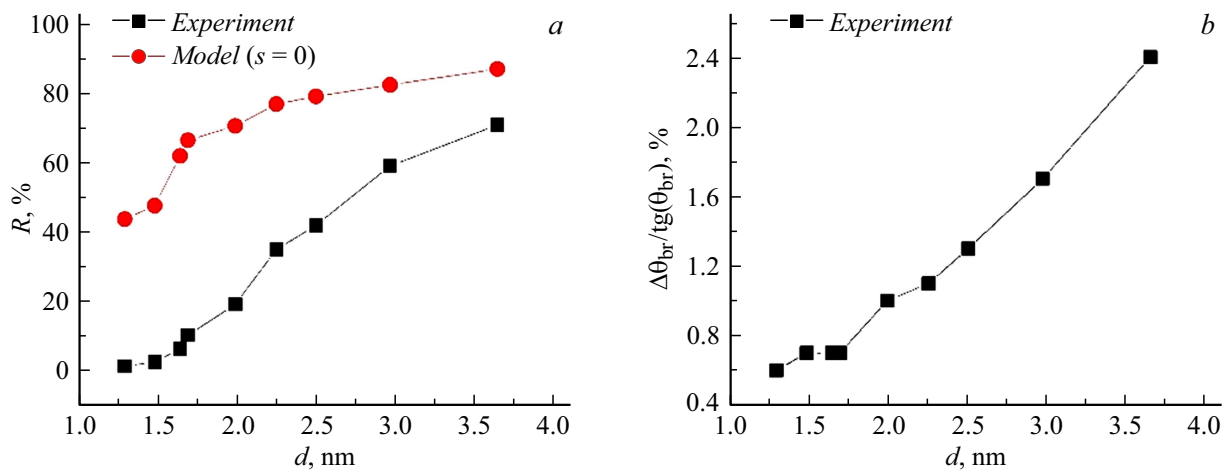 a
Experiment
Model (s = 0)
100
80
60
40
20
0
R, %
1.0 1.5 2.0 2.5 3.0 3.5 4.0
d, nm
b
Experiment
2.4
2.0
1.6
1.2
0.8
0.4
Δθbr/tg(θbr), %
1.0 1.5 2.0 2.5 3.0 3.5 4.0
d, nm